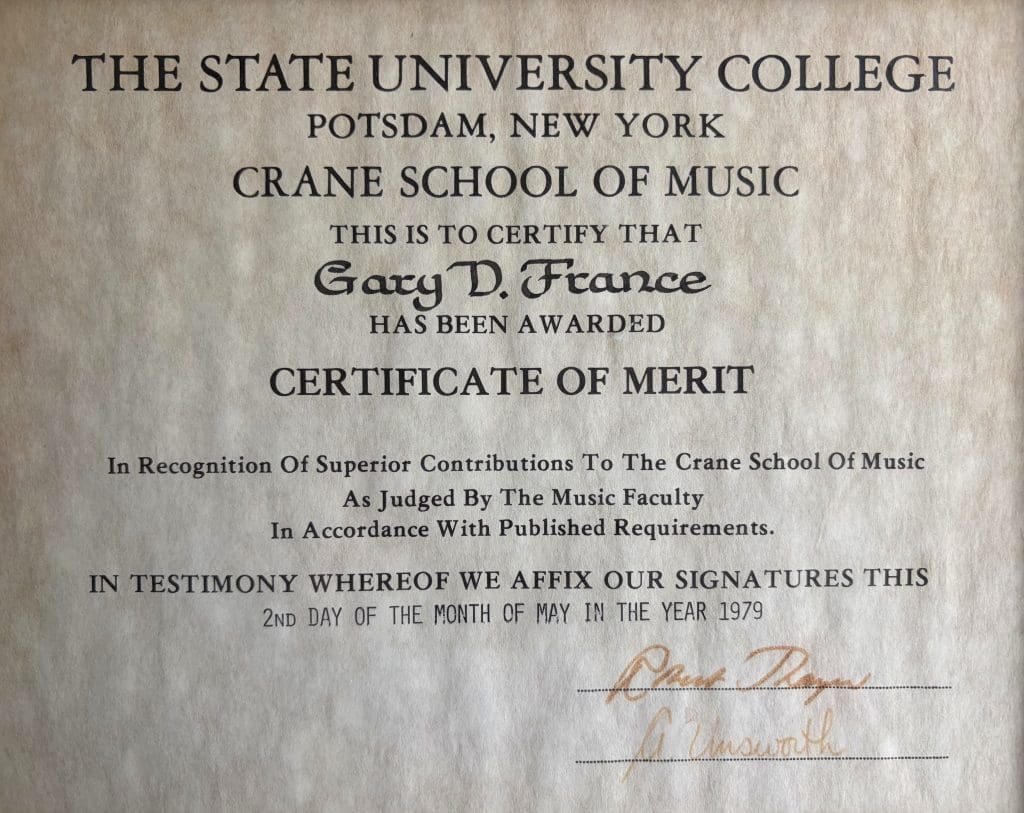 THE STATE UNIVERSITY COLLEGE
POTSDAM, NEW YORK
CRANE SCHOOL OF MUSIC
THIS IS TO CERTIFY THAT
Gary D. France
HAS BEEN AWARDED
CERTIFICATE OF MERIT
In Recognition Of Superior Contributions To The Crane School Of Music
As Judged By The Music Faculty
In Accordance With Published Requirements.
IN TESTIMONY WHEREOF WE AFFIX OUR SIGNATURES THIS
2ND DAY OF THE MONTH OF MAY IN THE YEAR 1979
Unsworth